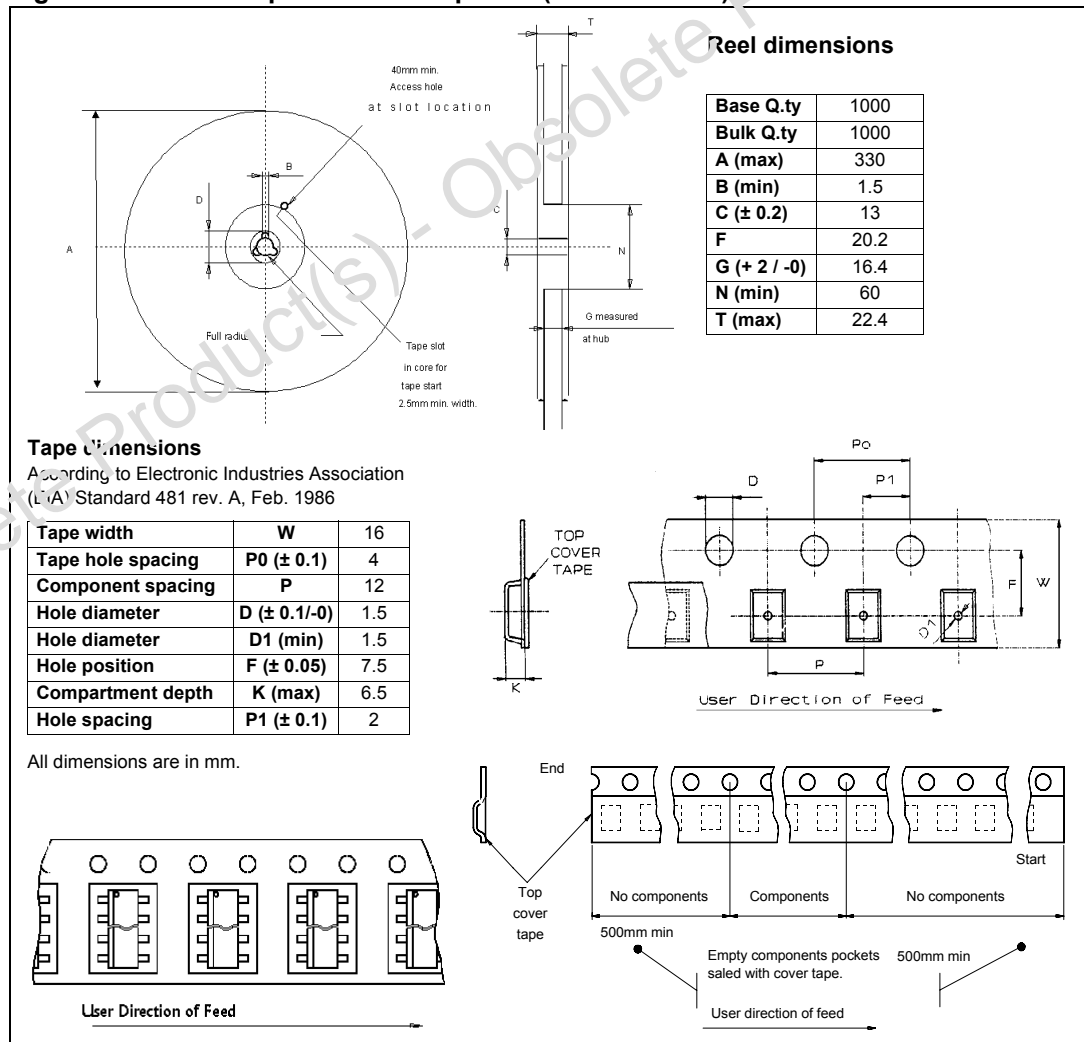 Reel dimensions
T
40mm min.
Access hole
at slot location
B
D
A
C
N
Full radiu
Tape slot
in core for
tape start
2.5mm min. width.
G measured
at hub
Base Q.ty 1000
Bulk Q.ty 1000
A (max) 330
B (min) 1.5
C (± 0.2) 13
F 20.2
G (+ 2 / -0) 16.4
N (min) 60
T (max) 22.4
Obsolete Product(s) - Obsolete P
Tape dimensions
According to Electronic Industries Association
(EIA) Standard 481 rev. A, Feb. 1986
Tape width W 16
Tape hole spacing P0 (± 0.1) 4
Component spacing P 12
Hole diameter D (± 0.1/-0) 1.5
Hole diameter D1 (min) 1.5
Hole position F (± 0.05) 7.5
Compartment depth K (max) 6.5
Hole spacing P1 (± 0.1) 2
All dimensions are in mm.
TOP
COVER
TAPE
K
Po
D
P1
F
W
D1
P
User Direction of Feed
End
Start
Top
cover
tape
No components
Components
No components
500mm min
Empty components pockets
saled with cover tape.
500mm min
User direction of feed
User Direction of Feed